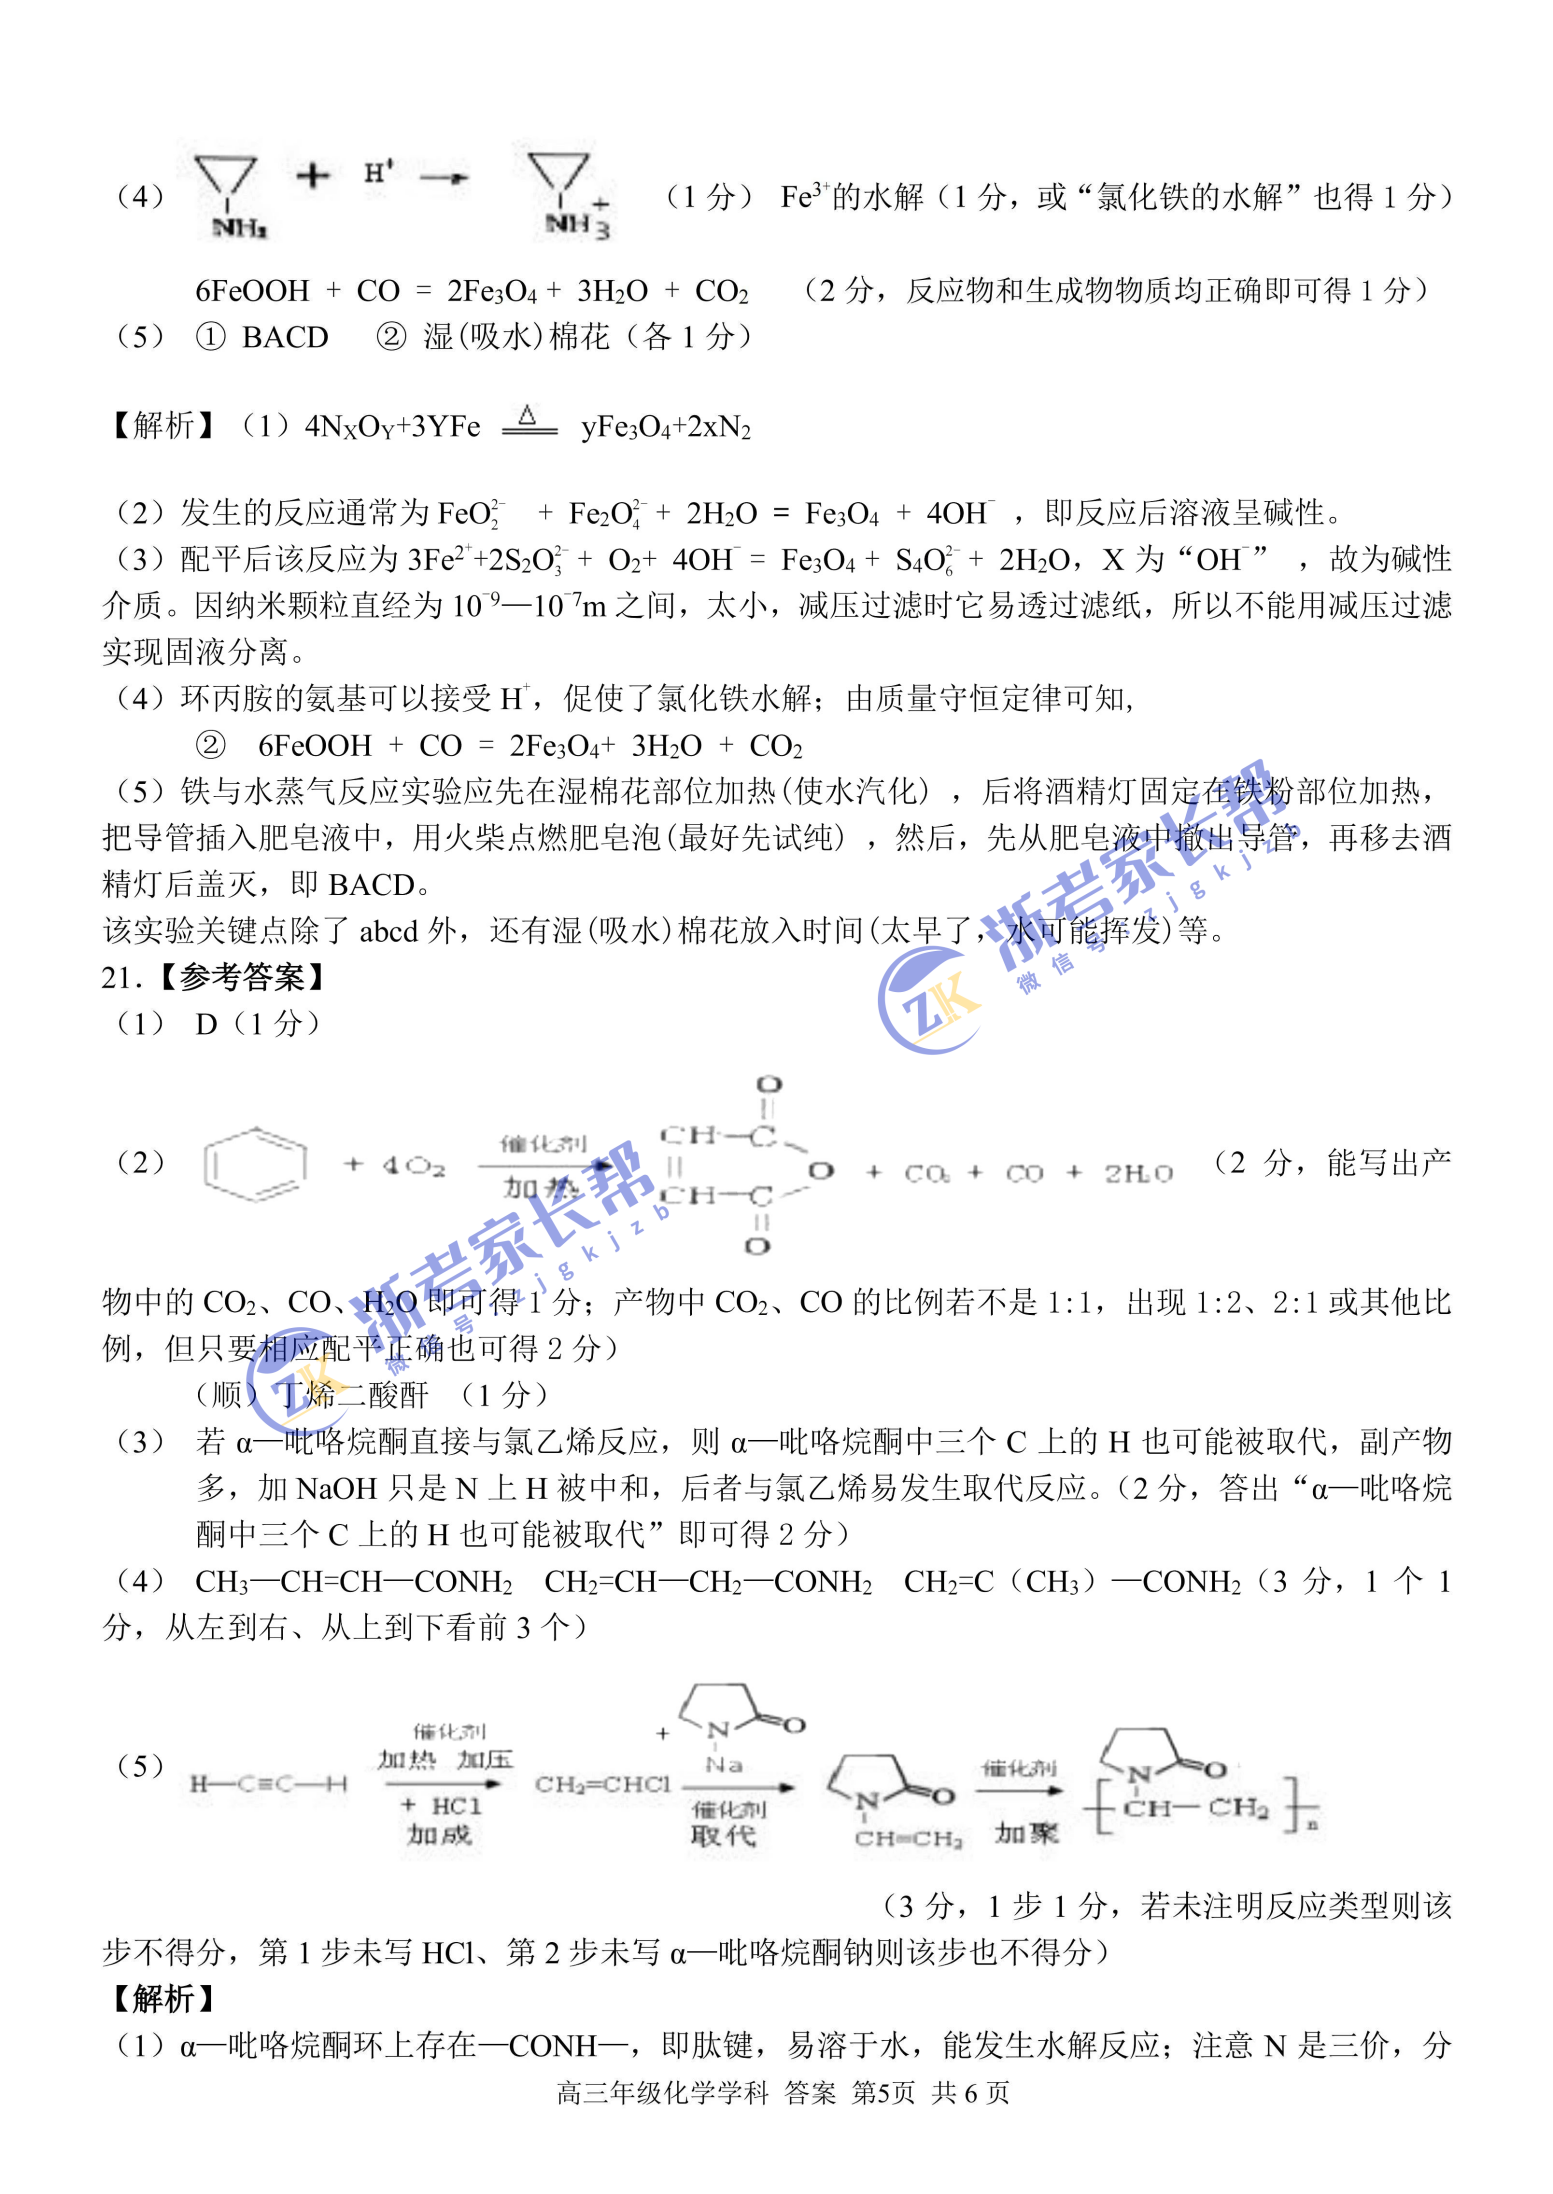 （4） NH₂ + H⁺ → NH₃⁺ （1 分） Fe³⁺的水解（1 分，或“氯化铁的水解”也得 1 分）
6FeOOH + CO = 2Fe₃O₄ + 3H₂O + CO₂ （2 分，反应物和生成物物质均正确即可得 1 分）
（5） ① BACD ② 湿(吸水)棉花（各 1 分）
【解析】（1）4NXOY+3YFe △ yFe₃O₄+2xN₂
（2）发生的反应通常为 FeO₂²⁻ + Fe₂O₄²⁻ + 2H₂O = Fe₃O₄ + 4OH⁻ ，即反应后溶液呈碱性。
（3）配平后该反应为 3Fe²⁺+2S₂O₃²⁻ + O₂+ 4OH⁻ = Fe₃O₄ + S₄O₆²⁻ + 2H₂O，X 为“OH⁻” ，故为碱性
介质。因纳米颗粒直经为 10⁻⁹—10⁻⁷m 之间，太小，减压过滤时它易透过滤纸，所以不能用减压过滤
实现固液分离。
（4）环丙胺的氨基可以接受 H⁺，促使了氯化铁水解；由质量守恒定律可知,
② 6FeOOH + CO = 2Fe₃O₄+ 3H₂O + CO₂
（5）铁与水蒸气反应实验应先在湿棉花部位加热(使水汽化) ，后将酒精灯固定在铁粉部位加热，
把导管插入肥皂液中，用火柴点燃肥皂泡(最好先试纯) ，然后，先从肥皂液中撤出导管，再移去酒
精灯后盖灭，即 BACD。
该实验关键点除了 abcd 外，还有湿(吸水)棉花放入时间(太早了，水可能挥发)等。
浙考家长帮
微信号:zjgkjzb
ZK
21.【参考答案】
（1） D（1 分）
（2） + 4O₂ 催化剂 加热 CH—C CH—C O O O + CO₂ + CO + 2H₂O （2 分，能写出产
物中的 CO₂、CO、H₂O 即可得 1 分；产物中 CO₂、CO 的比例若不是 1:1，出现 1:2、2:1 或其他比
例，但只要相应配平正确也可得 2 分）
浙考家长帮
微信号:zjgkjzb
ZK
（顺）丁烯二酸酐 （1 分）
（3） 若 α—吡咯烷酮直接与氯乙烯反应，则 α—吡咯烷酮中三个 C 上的 H 也可能被取代，副产物
多，加 NaOH 只是 N 上 H 被中和，后者与氯乙烯易发生取代反应。（2 分，答出“α—吡咯烷
酮中三个 C 上的 H 也可能被取代”即可得 2 分）
（4） CH₃—CH=CH—CONH₂ CH₂=CH—CH₂—CONH₂ CH₂=C（CH₃）—CONH₂（3 分，1 个 1
分，从左到右、从上到下看前 3 个）
（5） H—C≡C—H 催化剂 加热 加压 + HCl 加成 CH₂=CHCl + N O Na 催化剂 取代 N O CH=CH₂ 催化剂 加聚 N O CH—CH₂ n
（3 分，1 步 1 分，若未注明反应类型则该
步不得分，第 1 步未写 HCl、第 2 步未写 α—吡咯烷酮钠则该步也不得分）
【解析】
（1）α—吡咯烷酮环上存在—CONH—，即肽键，易溶于水，能发生水解反应；注意 N 是三价，分
高三年级化学学科 答案 第5页 共 6 页